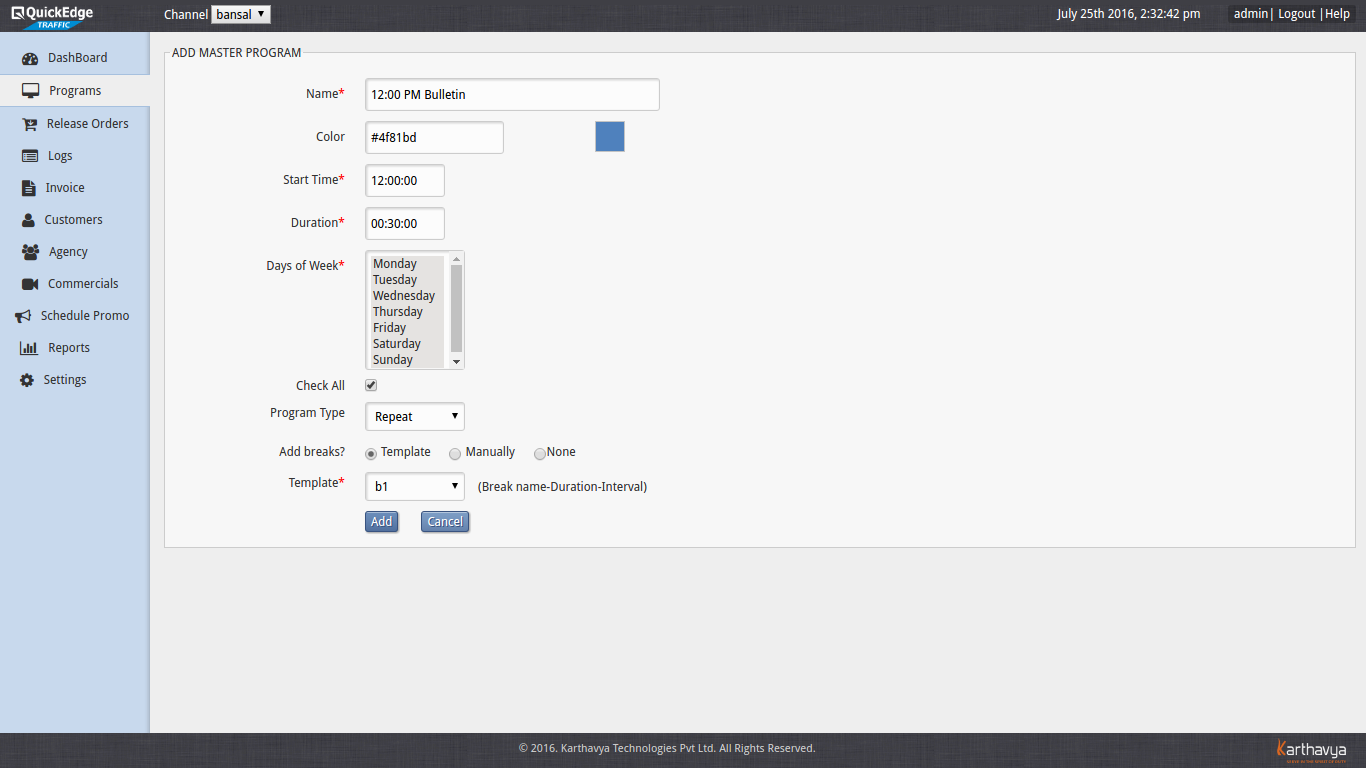 QuickEdge
TRAFFIC
Channel bansal
July 25th 2016, 2:32:42 pm
admin| Logout |Help
DashBoard
Programs
Release Orders
Logs
Invoice
Customers
Agency
Commercials
Schedule Promo
Reports
Settings
ADD MASTER PROGRAM
Name* 12:00 PM Bulletin
Color #4f81bd
Start Time* 12:00:00
Duration* 00:30:00
Days of Week* Monday
Tuesday
Wednesday
Thursday
Friday
Saturday
Sunday
Check All
Program Type Repeat
Add breaks? Template Manually None
Template* b1 (Break name-Duration-Interval)
Add Cancel
© 2016. Karthavya Technologies Pvt Ltd. All Rights Reserved.
Karthavya